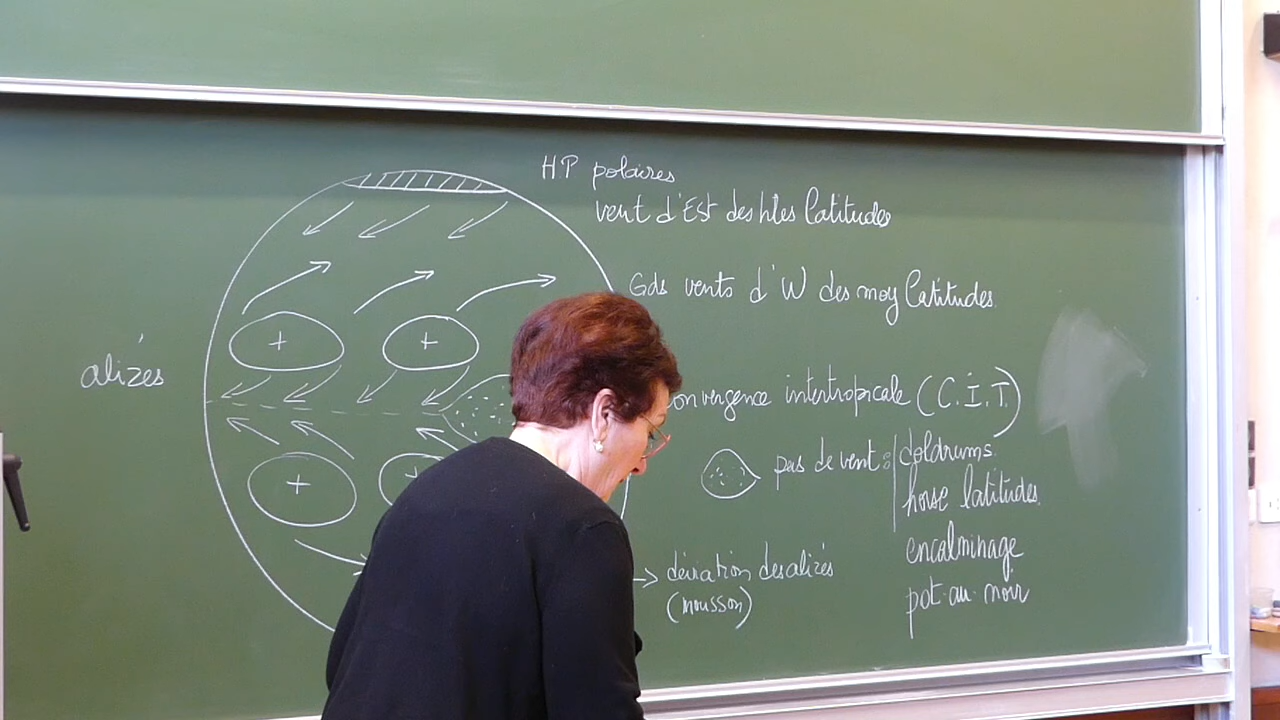 HP polaires
vent d'Est des htes latitudes
Gds vents d'W des moy latitudes
alizés
onvergence intertropicale (C.I.T.)
pas de vent : doldrums
horse latitudes
encalminage
pot-au-noir
→ déviation des alizés
(mousson)
+ +
+